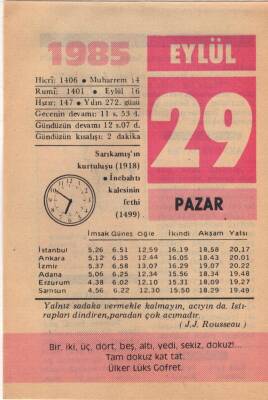 1985
EYLÜL
29
PAZAR
Hicrî: 1406 • Muharrem 14
Rumî: 1401 • Eylül 16
Hızır: 147 • Yılın 272. günü
Gecenin devamı: 11 s. 53 d.
Gündüzün devamı 12 s.07 d.
Gündüzün kısalışı: 2 dakika
Sarıkamış'ın
kurtuluşu (1918)
• İnebahtı
kalesinin
fethi
(1499)
İmsak Güneş Öğle İkindi Akşam Yatsı
İstanbul 5,26 6.51 12,59 16,19 18,58 20,17
Ankara 5,12 6.35 12,44 16,05 18,43 20,01
İzmir 5,37 6.58 13,07 16,29 19,07 20,22
Adana 5,06 6,25 12,34 15,56 18,34 19,48
Erzurum 4,38 6,02 12,10 15,31 18,09 19,27
Samsun 4,56 6,22 12,30 15,50 18,29 19,49
Yalnız sadaka vermekle kalmayın, acıyın da. Istı-
rapları dindiren,paradan çok acımadır.
( J.J. Rousseau )
Bir, iki, üç, dört, beş, altı, yedi, sekiz, dokuz!...
Tam dokuz kat tat.
Ülker Lüks Gofret.